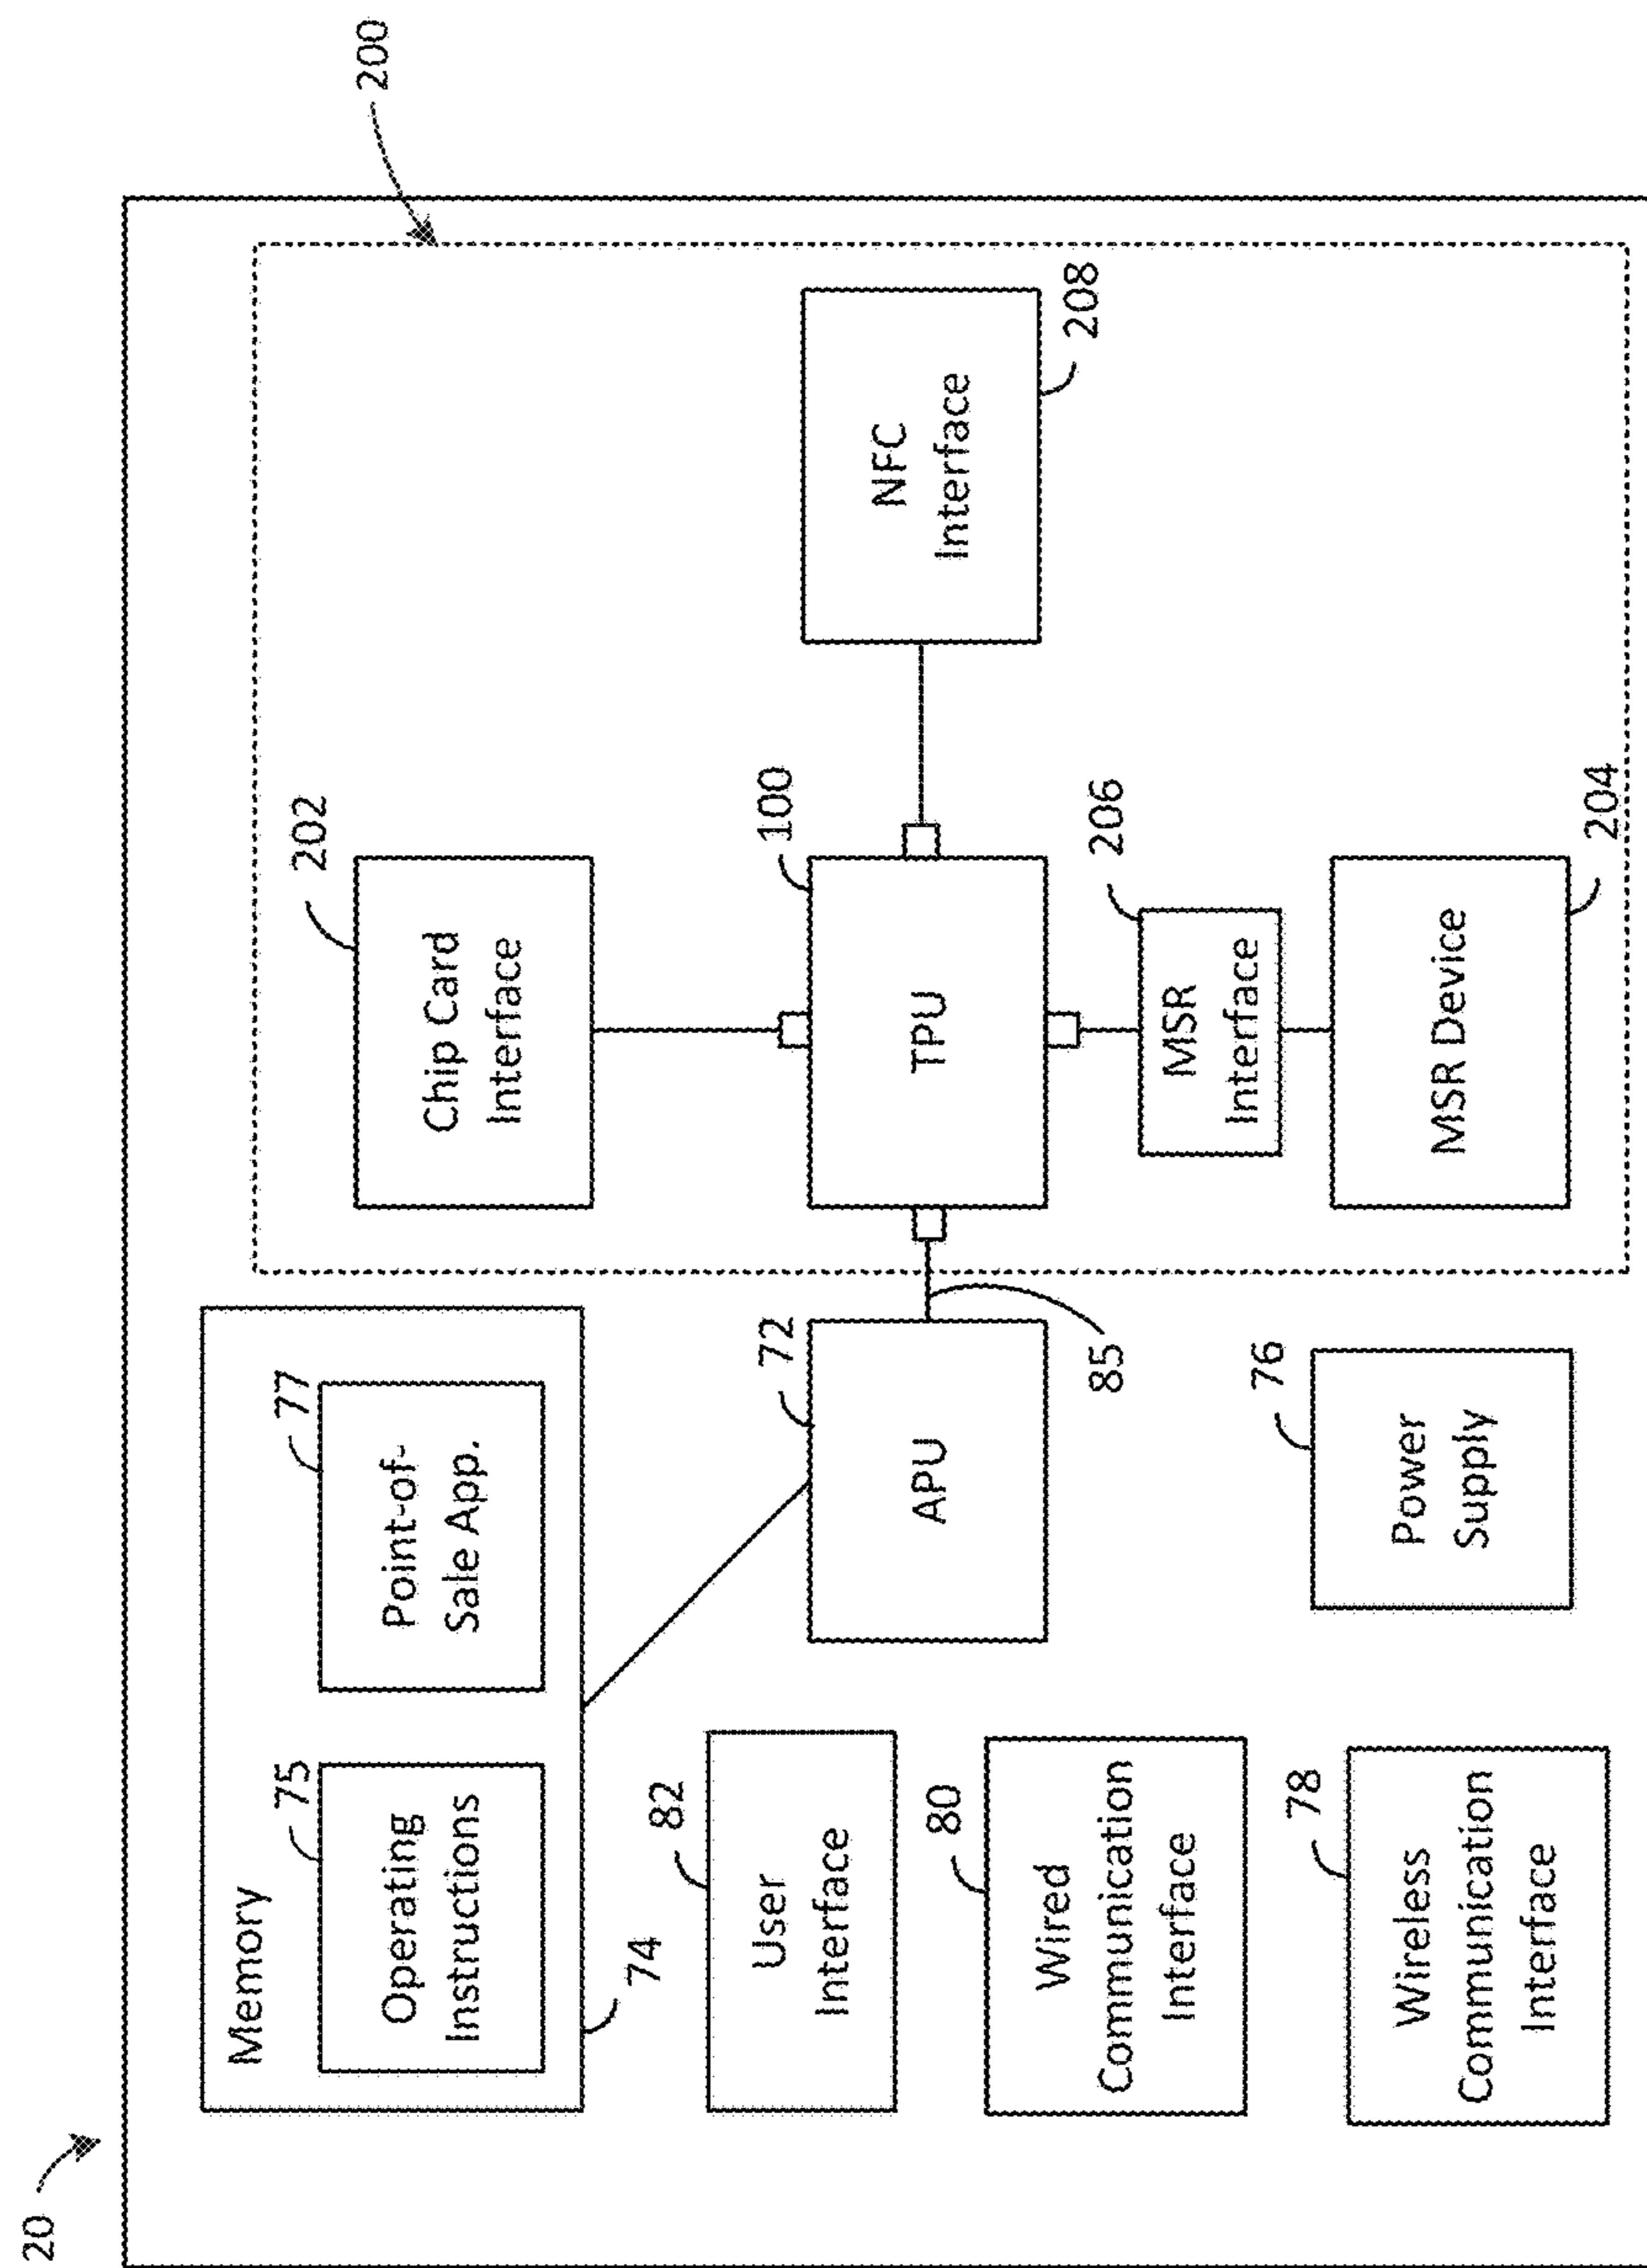 20
200
Memory
75
Operating
Instructions
77
Point-of-
Sale App.
74
202
Chip Card
Interface
82
User
Interface
72
APU
85
100
TPU
NFC
Interface
208
80
Wired
Communication
Interface
206
MSR
Interface
78
Wireless
Communication
Interface
76
Power
Supply
MSR Device
204